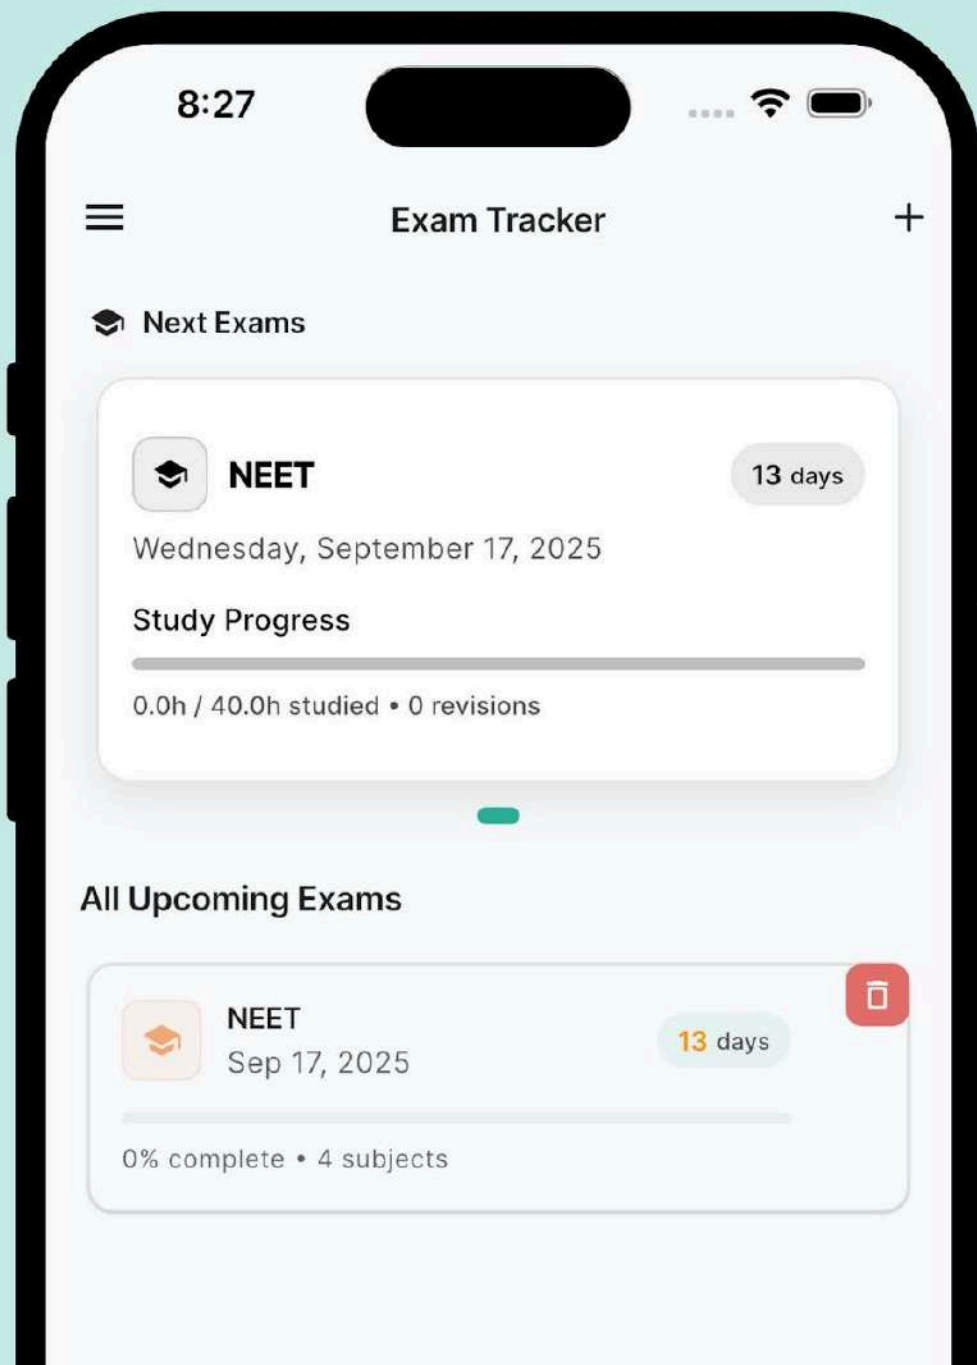 8:27
Exam Tracker
Next Exams
NEET
13 days
Wednesday, September 17, 2025
Study Progress
0.0h / 40.0h studied • 0 revisions
All Upcoming Exams
NEET
13 days
Sep 17, 2025
0% complete • 4 subjects